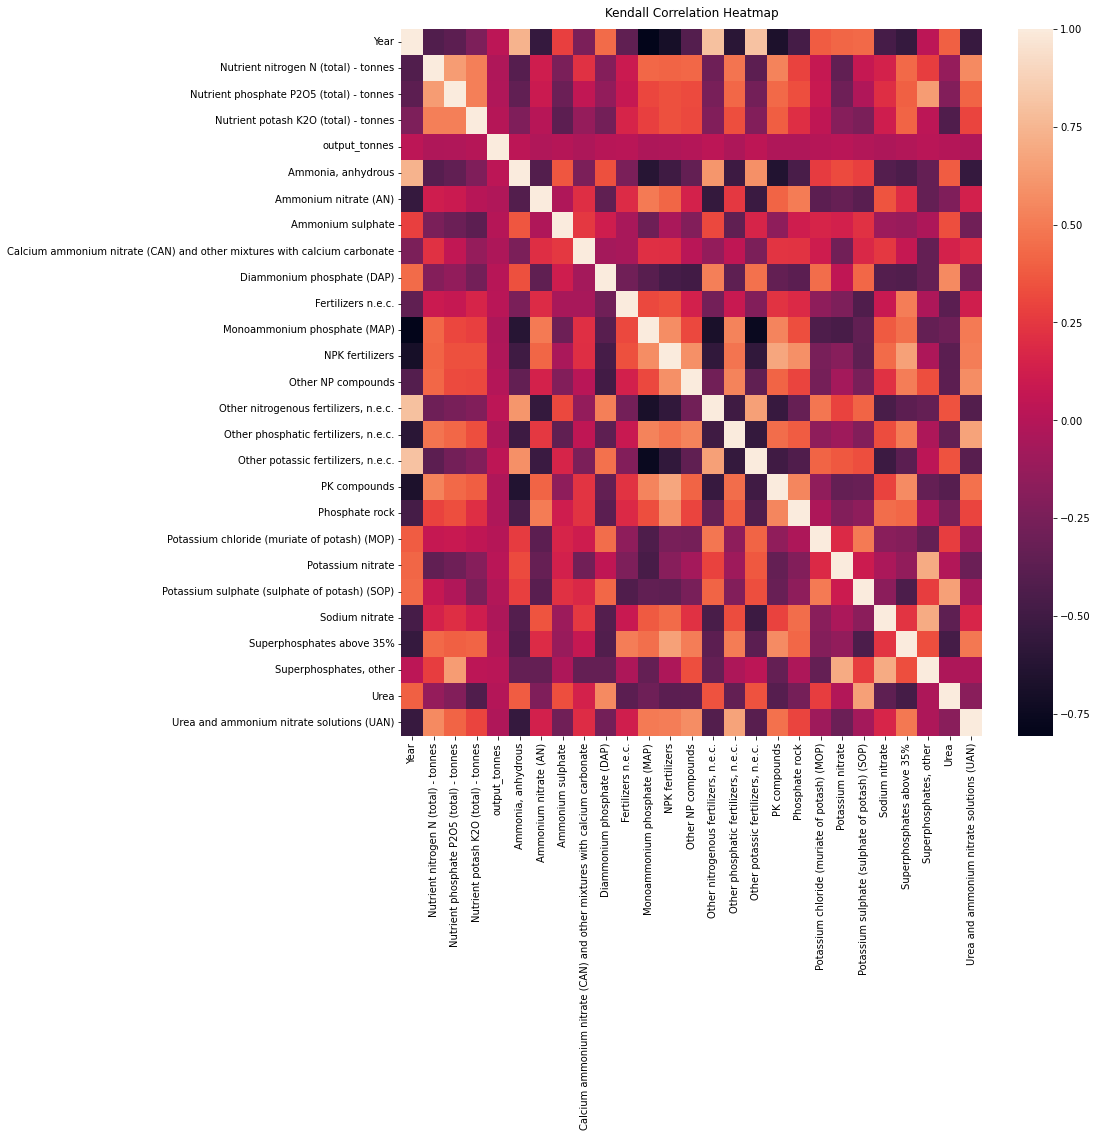 Kendall Correlation Heatmap
Year
Nutrient nitrogen N (total) - tonnes
Nutrient phosphate P2O5 (total) - tonnes
Nutrient potash K2O (total) - tonnes
output_tonnes
Ammonia, anhydrous
Ammonium nitrate (AN)
Ammonium sulphate
Calcium ammonium nitrate (CAN) and other mixtures with calcium carbonate
Diammonium phosphate (DAP)
Fertilizers n.e.c.
Monoammonium phosphate (MAP)
NPK fertilizers
Other NP compounds
Other nitrogenous fertilizers, n.e.c.
Other phosphatic fertilizers, n.e.c.
Other potassic fertilizers, n.e.c.
PK compounds
Phosphate rock
Potassium chloride (muriate of potash) (MOP)
Potassium nitrate
Potassium sulphate (sulphate of potash) (SOP)
Sodium nitrate
Superphosphates above 35%
Superphosphates, other
Urea
Urea and ammonium nitrate solutions (UAN)
Year
Nutrient nitrogen N (total) - tonnes
Nutrient phosphate P2O5 (total) - tonnes
Nutrient potash K2O (total) - tonnes
output_tonnes
Ammonia, anhydrous
Ammonium nitrate (AN)
Ammonium sulphate
Calcium ammonium nitrate (CAN) and other mixtures with calcium carbonate
Diammonium phosphate (DAP)
Fertilizers n.e.c.
Monoammonium phosphate (MAP)
NPK fertilizers
Other NP compounds
Other nitrogenous fertilizers, n.e.c.
Other phosphatic fertilizers, n.e.c.
Other potassic fertilizers, n.e.c.
PK compounds
Phosphate rock
Potassium chloride (muriate of potash) (MOP)
Potassium nitrate
Potassium sulphate (sulphate of potash) (SOP)
Sodium nitrate
Superphosphates above 35%
Superphosphates, other
Urea
Urea and ammonium nitrate solutions (UAN)
1.00
0.75
0.50
0.25
0.00
−0.25
−0.50
−0.75